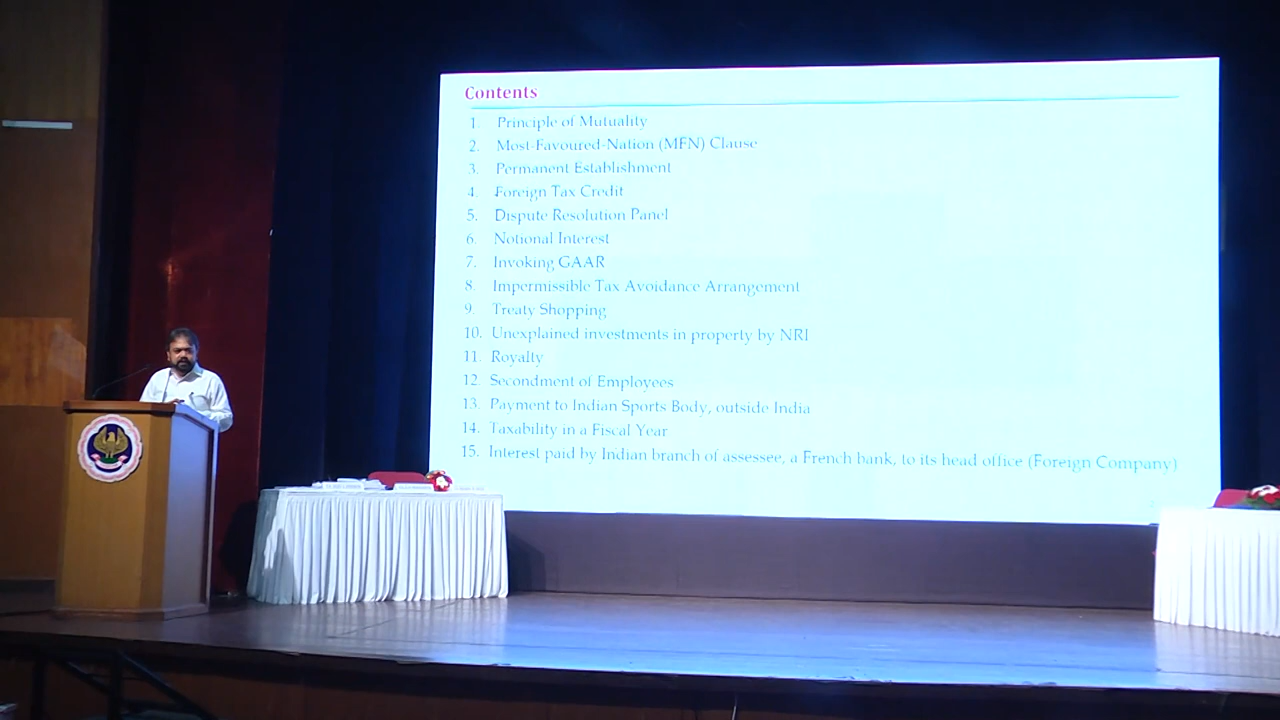 Contents
1. Principle of Mutuality
2. Most-Favoured-Nation (MFN) Clause
3. Permanent Establishment
4. Foreign Tax Credit
5. Dispute Resolution Panel
6. Notional Interest
7. Invoking GAAR
8. Impermissible Tax Avoidance Arrangement
9. Treaty Shopping
10. Unexplained investments in property by NRI
11. Royalty
12. Secondment of Employees
13. Payment to Indian Sports Body, outside India
14. Taxability in a Fiscal Year
15. Interest paid by Indian branch of assessee, a French bank, to its head office (Foreign Company)